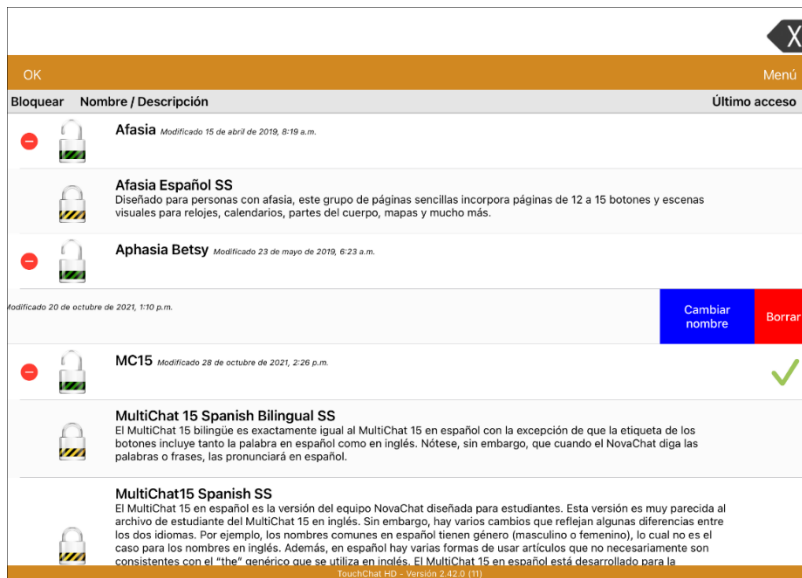 X
OK Menú
Bloquear Nombre / Descripción Último acceso
Afasia Modificado 15 de abril de 2019, 8:19 a.m.
Afasia Español SS
Diseñado para personas con afasia, este grupo de páginas sencillas incorpora páginas de 12 a 15 botones y escenas
visuales para relojes, calendarios, partes del cuerpo, mapas y mucho más.
Aphasia Betsy Modificado 23 de mayo de 2019, 6:23 a.m.
Modificado 20 de octubre de 2021, 1:10 p.m.
Cambiar
nombre
Borrar
MC15 Modificado 28 de octubre de 2021, 2:26 p.m.
MultiChat 15 Spanish Bilingual SS
El MultiChat 15 bilingüe es exactamente igual al MultiChat 15 en español con la excepción de que la etiqueta de los
botones incluye tanto la palabra en español como en inglés. Nótese, sin embargo, que cuando el NovaChat diga las
palabras o frases, las pronunciará en español.
MultiChat15 Spanish SS
El MultiChat 15 en español es la versión del equipo NovaChat diseñada para estudiantes. Esta versión es muy parecida al
archivo de estudiante del MultiChat 15 en inglés. Sin embargo, hay varios cambios que reflejan algunas diferencias entre
los dos idiomas. Por ejemplo, los nombres comunes en español tienen género (masculino o femenino), lo cual no es el
caso para los nombres en inglés. Además, en español hay varias formas de usar artículos que no necesariamente son
consistentes con el "the" genérico que se utiliza en inglés. El MultiChat 15 en español está desarrollado para la
TouchChat HD - Versión 2.42.0 (11)